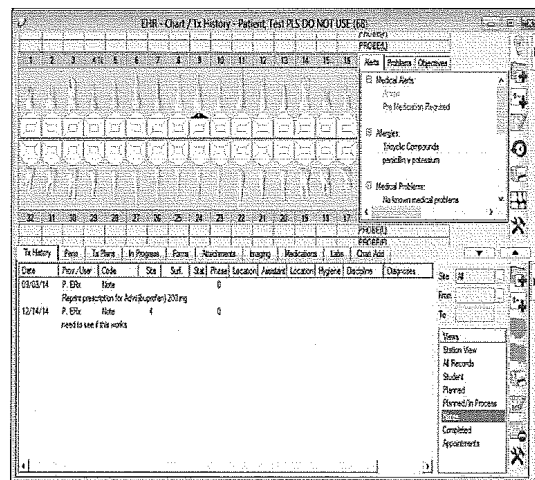 EHR - Chart / Tx History - Patient, Test PLS DO NOT USE (68)
PROBE(L)
1 2 3 4 5 6 7 8 9 10 11 12 13 14 15 16
Alerts Problems Objectives
Medical Alerts:
Pre Medication Required
Allergies:
Tricyclic Compounds
penicillin v potassium
Medical Problems:
No known medical problems
32 31 30 29 28 27 26 25 24 23 22 21 20 19 18 17
PROBE(L)
PROBE(F)
Tx History Perio Tx Plans In Progress Forms Attachments Imaging Medications Labs Chart Add
Date Prov./User Code Site Surf. Stat Phase Location Assistant Location Hygiene Discipline Diagnoses
09/03/14 P. ERx Note 0
Reprint prescription for Advil(ibuprofen) 200 mg
12/14/14 P. ERx Note 4 0
need to see if this works
Site All
From
To
Views
Station View
All Records
Student
Planned
Planned/In Process
Completed
Appointments